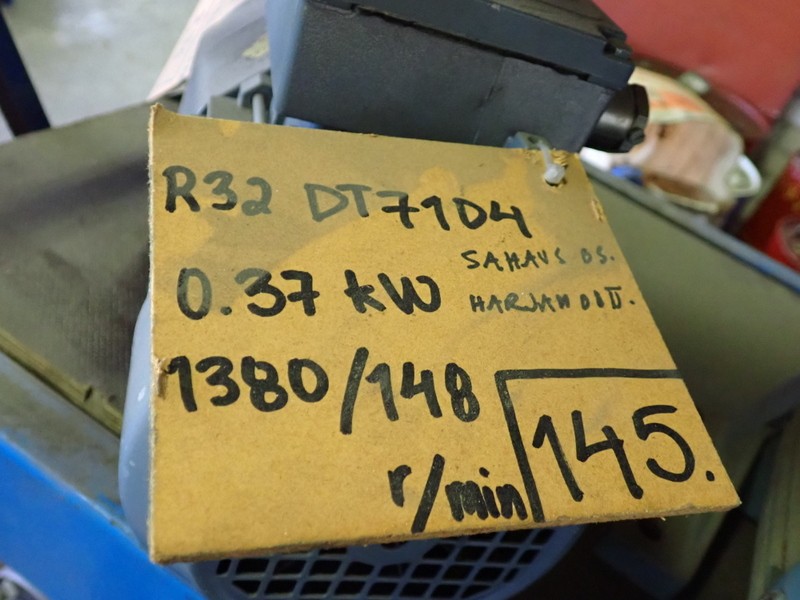 R32 DT71D4
0.37 kW
SAHAUS OS.
1380/148
r/min
145.